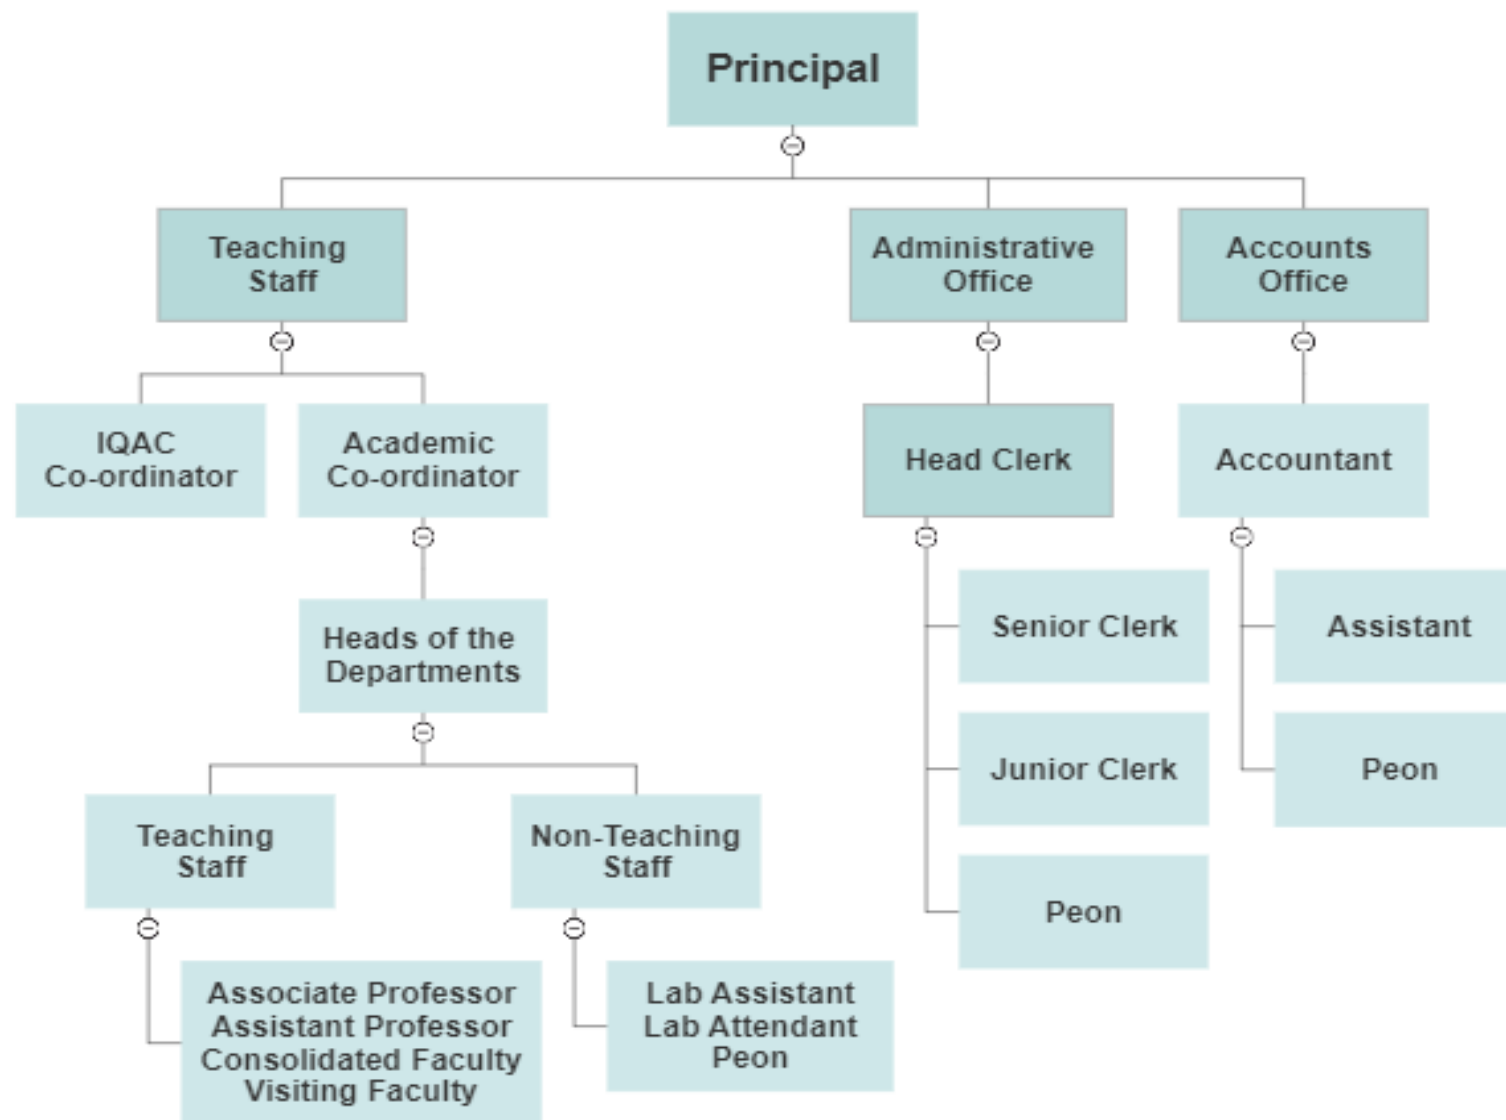 Principal
Teaching
Staff
Administrative
Office
Accounts
Office
IQAC
Co-ordinator
Academic
Co-ordinator
Head Clerk
Accountant
Heads of the
Departments
Senior Clerk
Assistant
Junior Clerk
Peon
Teaching
Staff
Non-Teaching
Staff
Peon
Associate Professor
Assistant Professor
Consolidated Faculty
Visiting Faculty
Lab Assistant
Lab Attendant
Peon